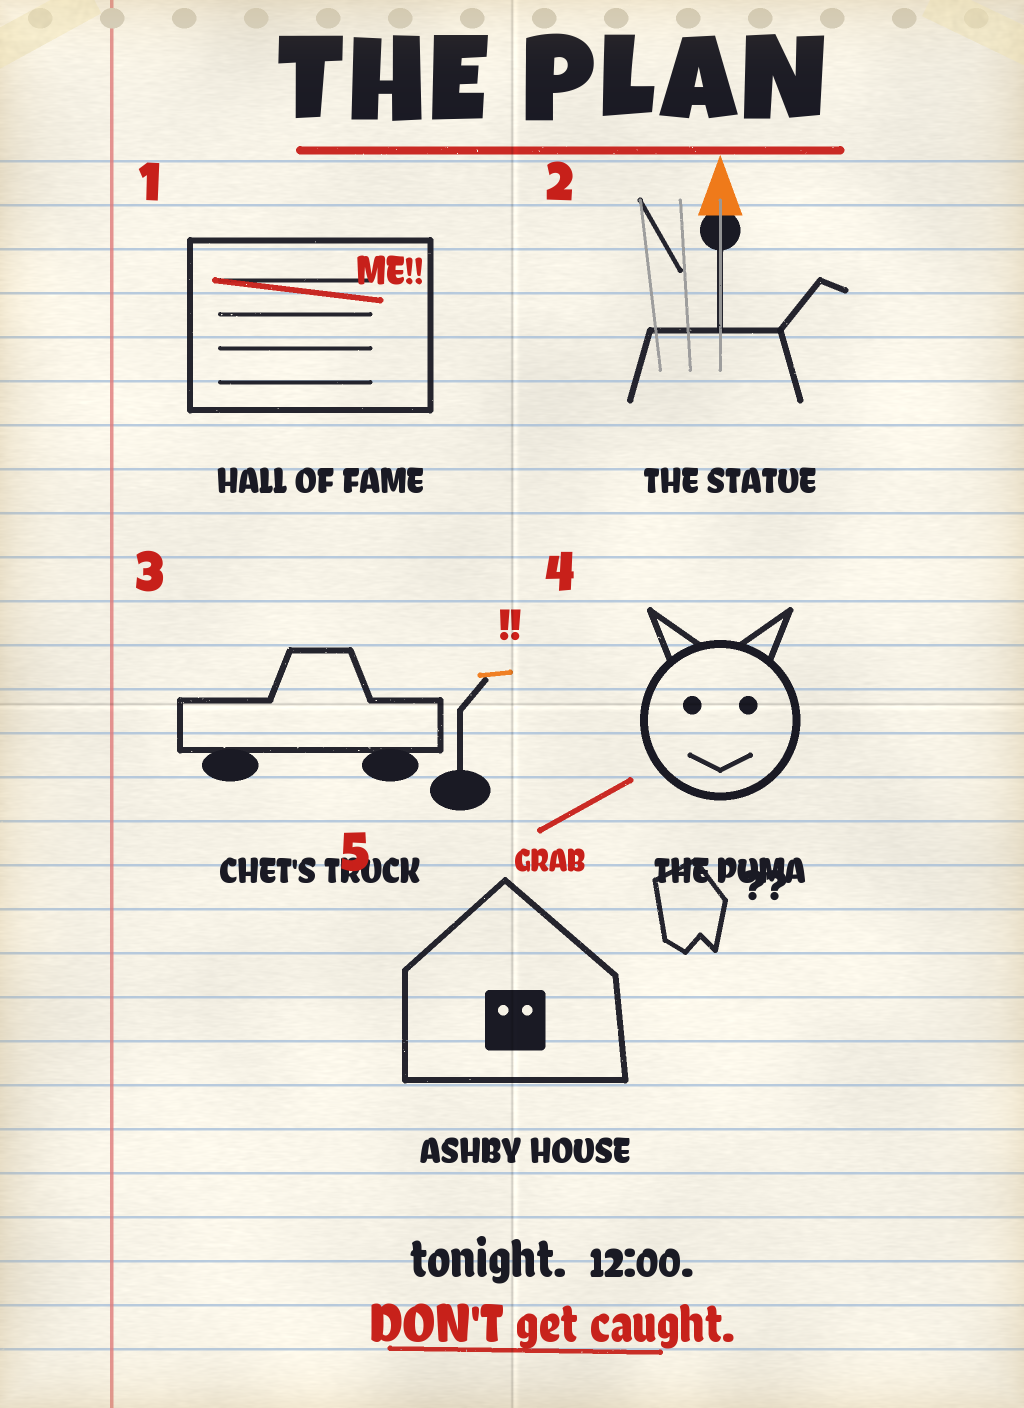 THE PLAN
1
2
ME!!
HALL OF FAME
THE STATUE
3
4
!!
CHET'S TRUCK
GRAB
THE PUMA
5
??
ASHBY HOUSE
tonight. 12:00.
DON'T get caught.